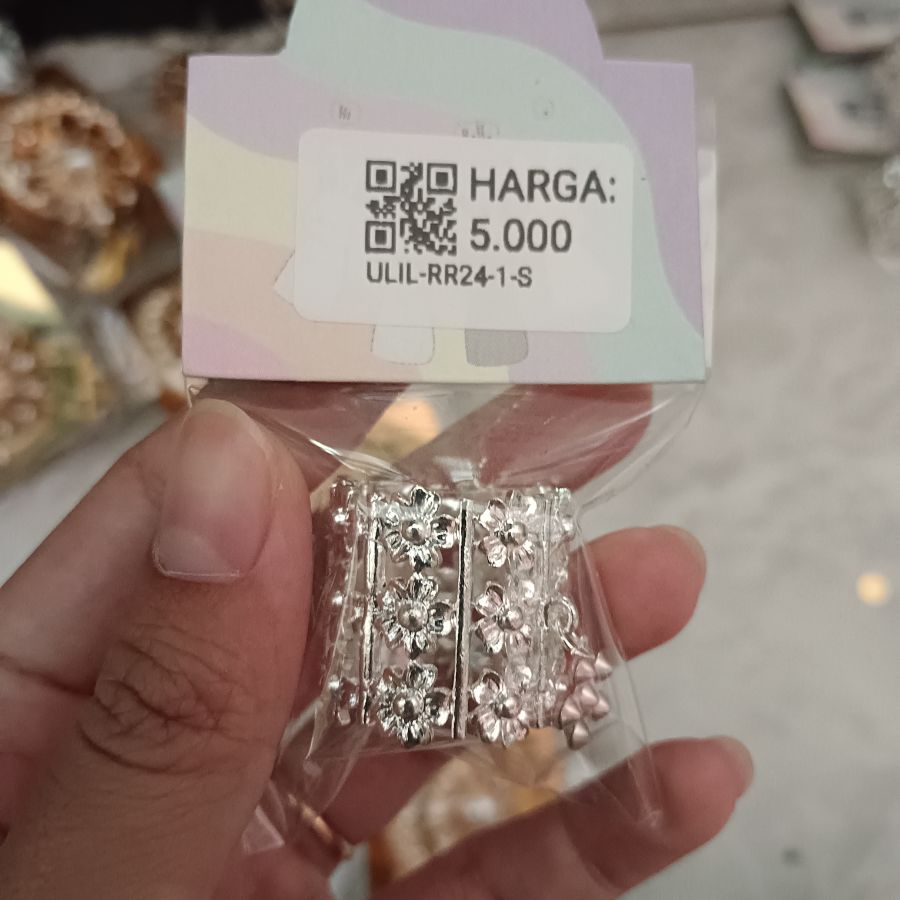 HARGA:
5.000
ULIL-RR24-1-S